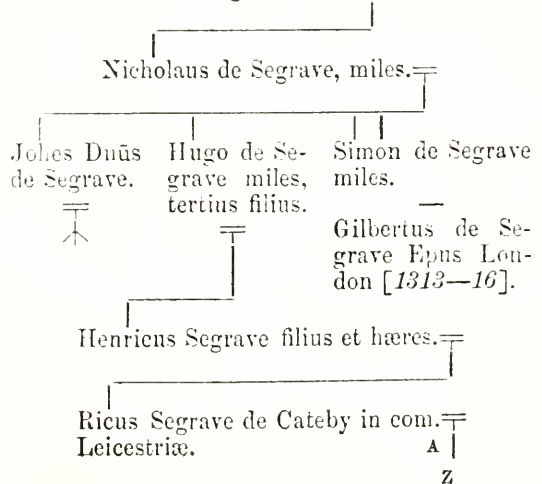 Nicholaus de Segrave, miles.
Johes Dnūs
de Segrave.
Hugo de Se-
grave miles,
tertius filius.
Simon de Segrave
miles.
—
Gilbertus de Se-
grave Epus Lon-
don [1313—16].
Henricus Segrave filius et hæres.
Ricus Segrave de Cateby in com.
Leicestriæ.
A
Z